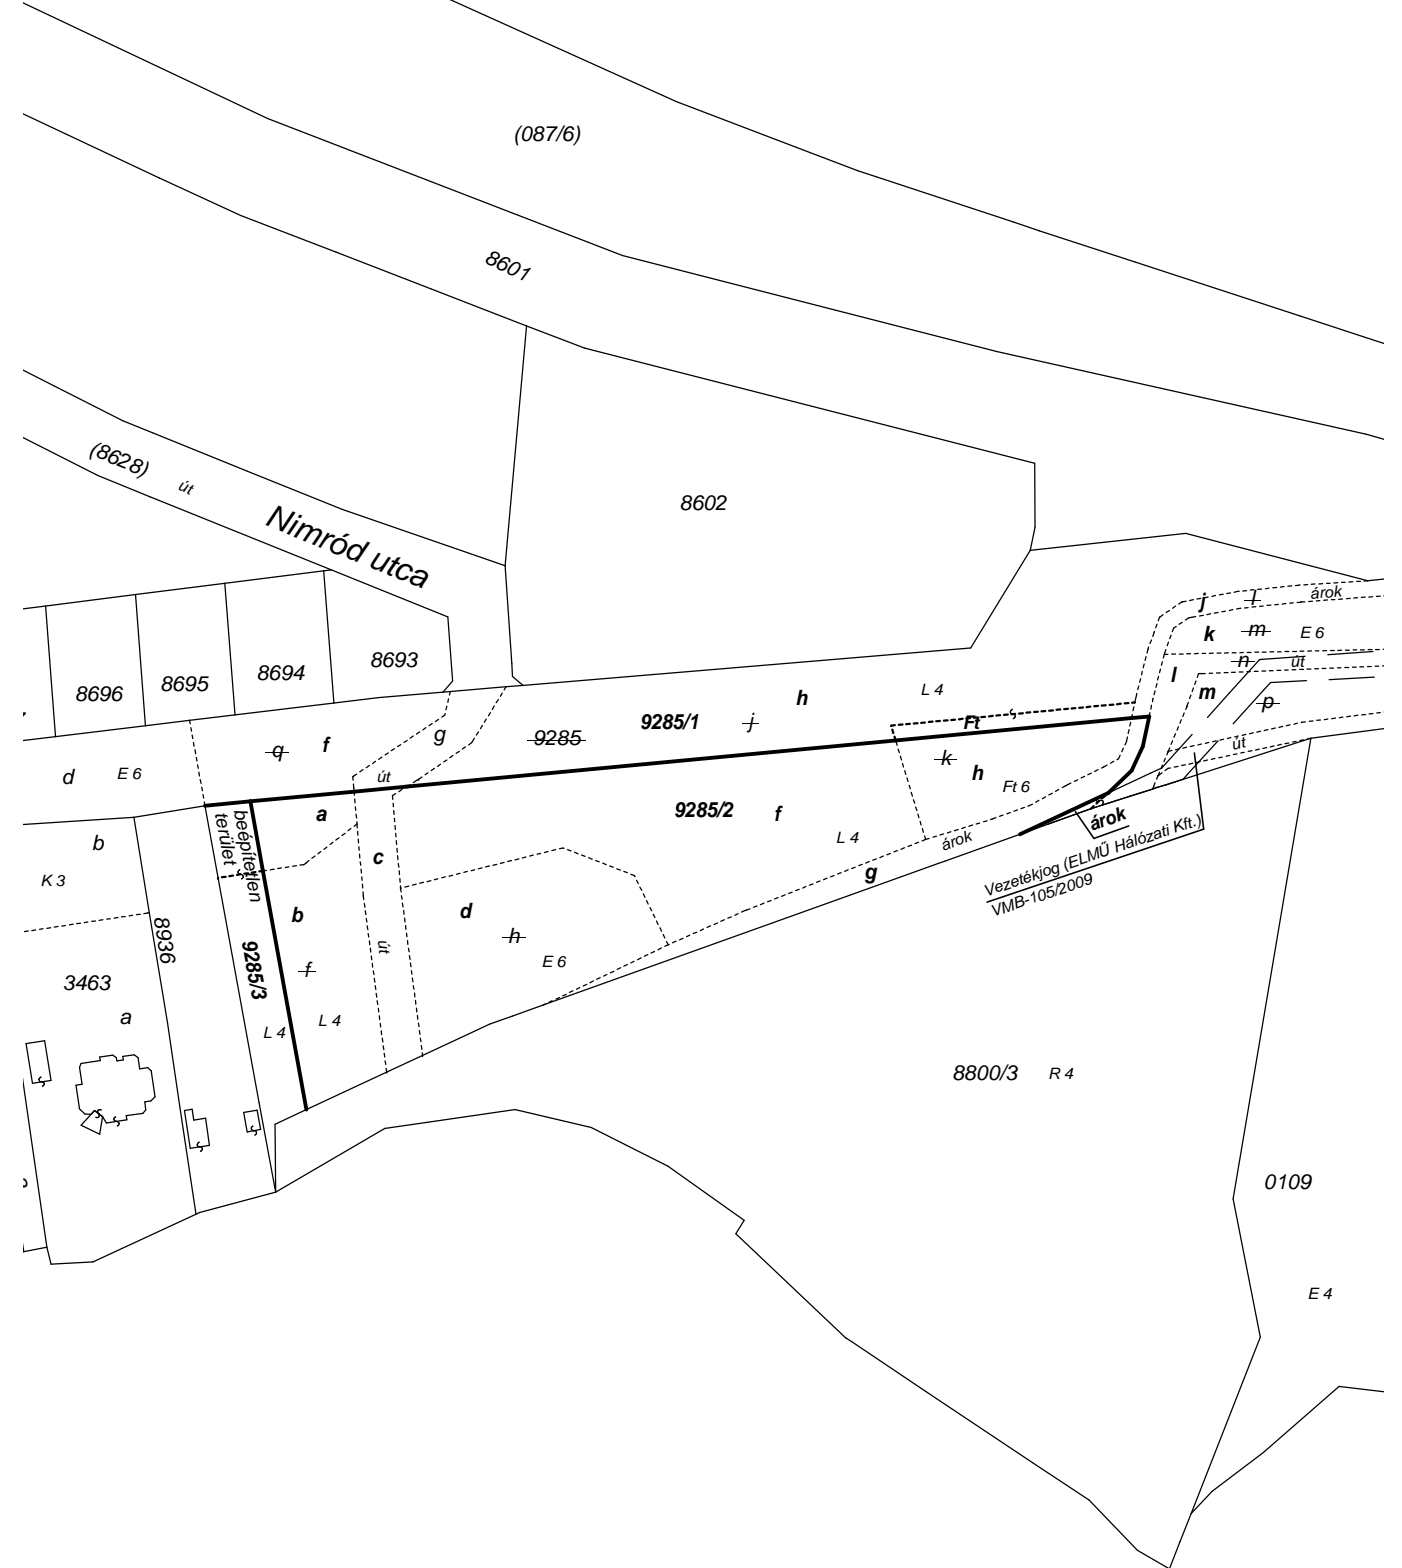 (087/6)
8601
(8628)
út
Nimród utca
8602
8696
8695
8694
8693
j
l
árok
k
m
E 6
n
út
l
m
p
út
d
E 6
q
f
g
út
9285
9285/1
j
h
L 4
Ft
k
h
Ft 6
9285/2
f
L 4
a
beépítetlen
terület
b
K 3
c
árok
árok
g
Vezetékjog (ELMŰ Hálózati Kft.)
VMB-105/2009
d
h
E 6
b
f
L 4
L 4
út
9285/3
8936
3463
a
8800/3
R 4
0109
E 4